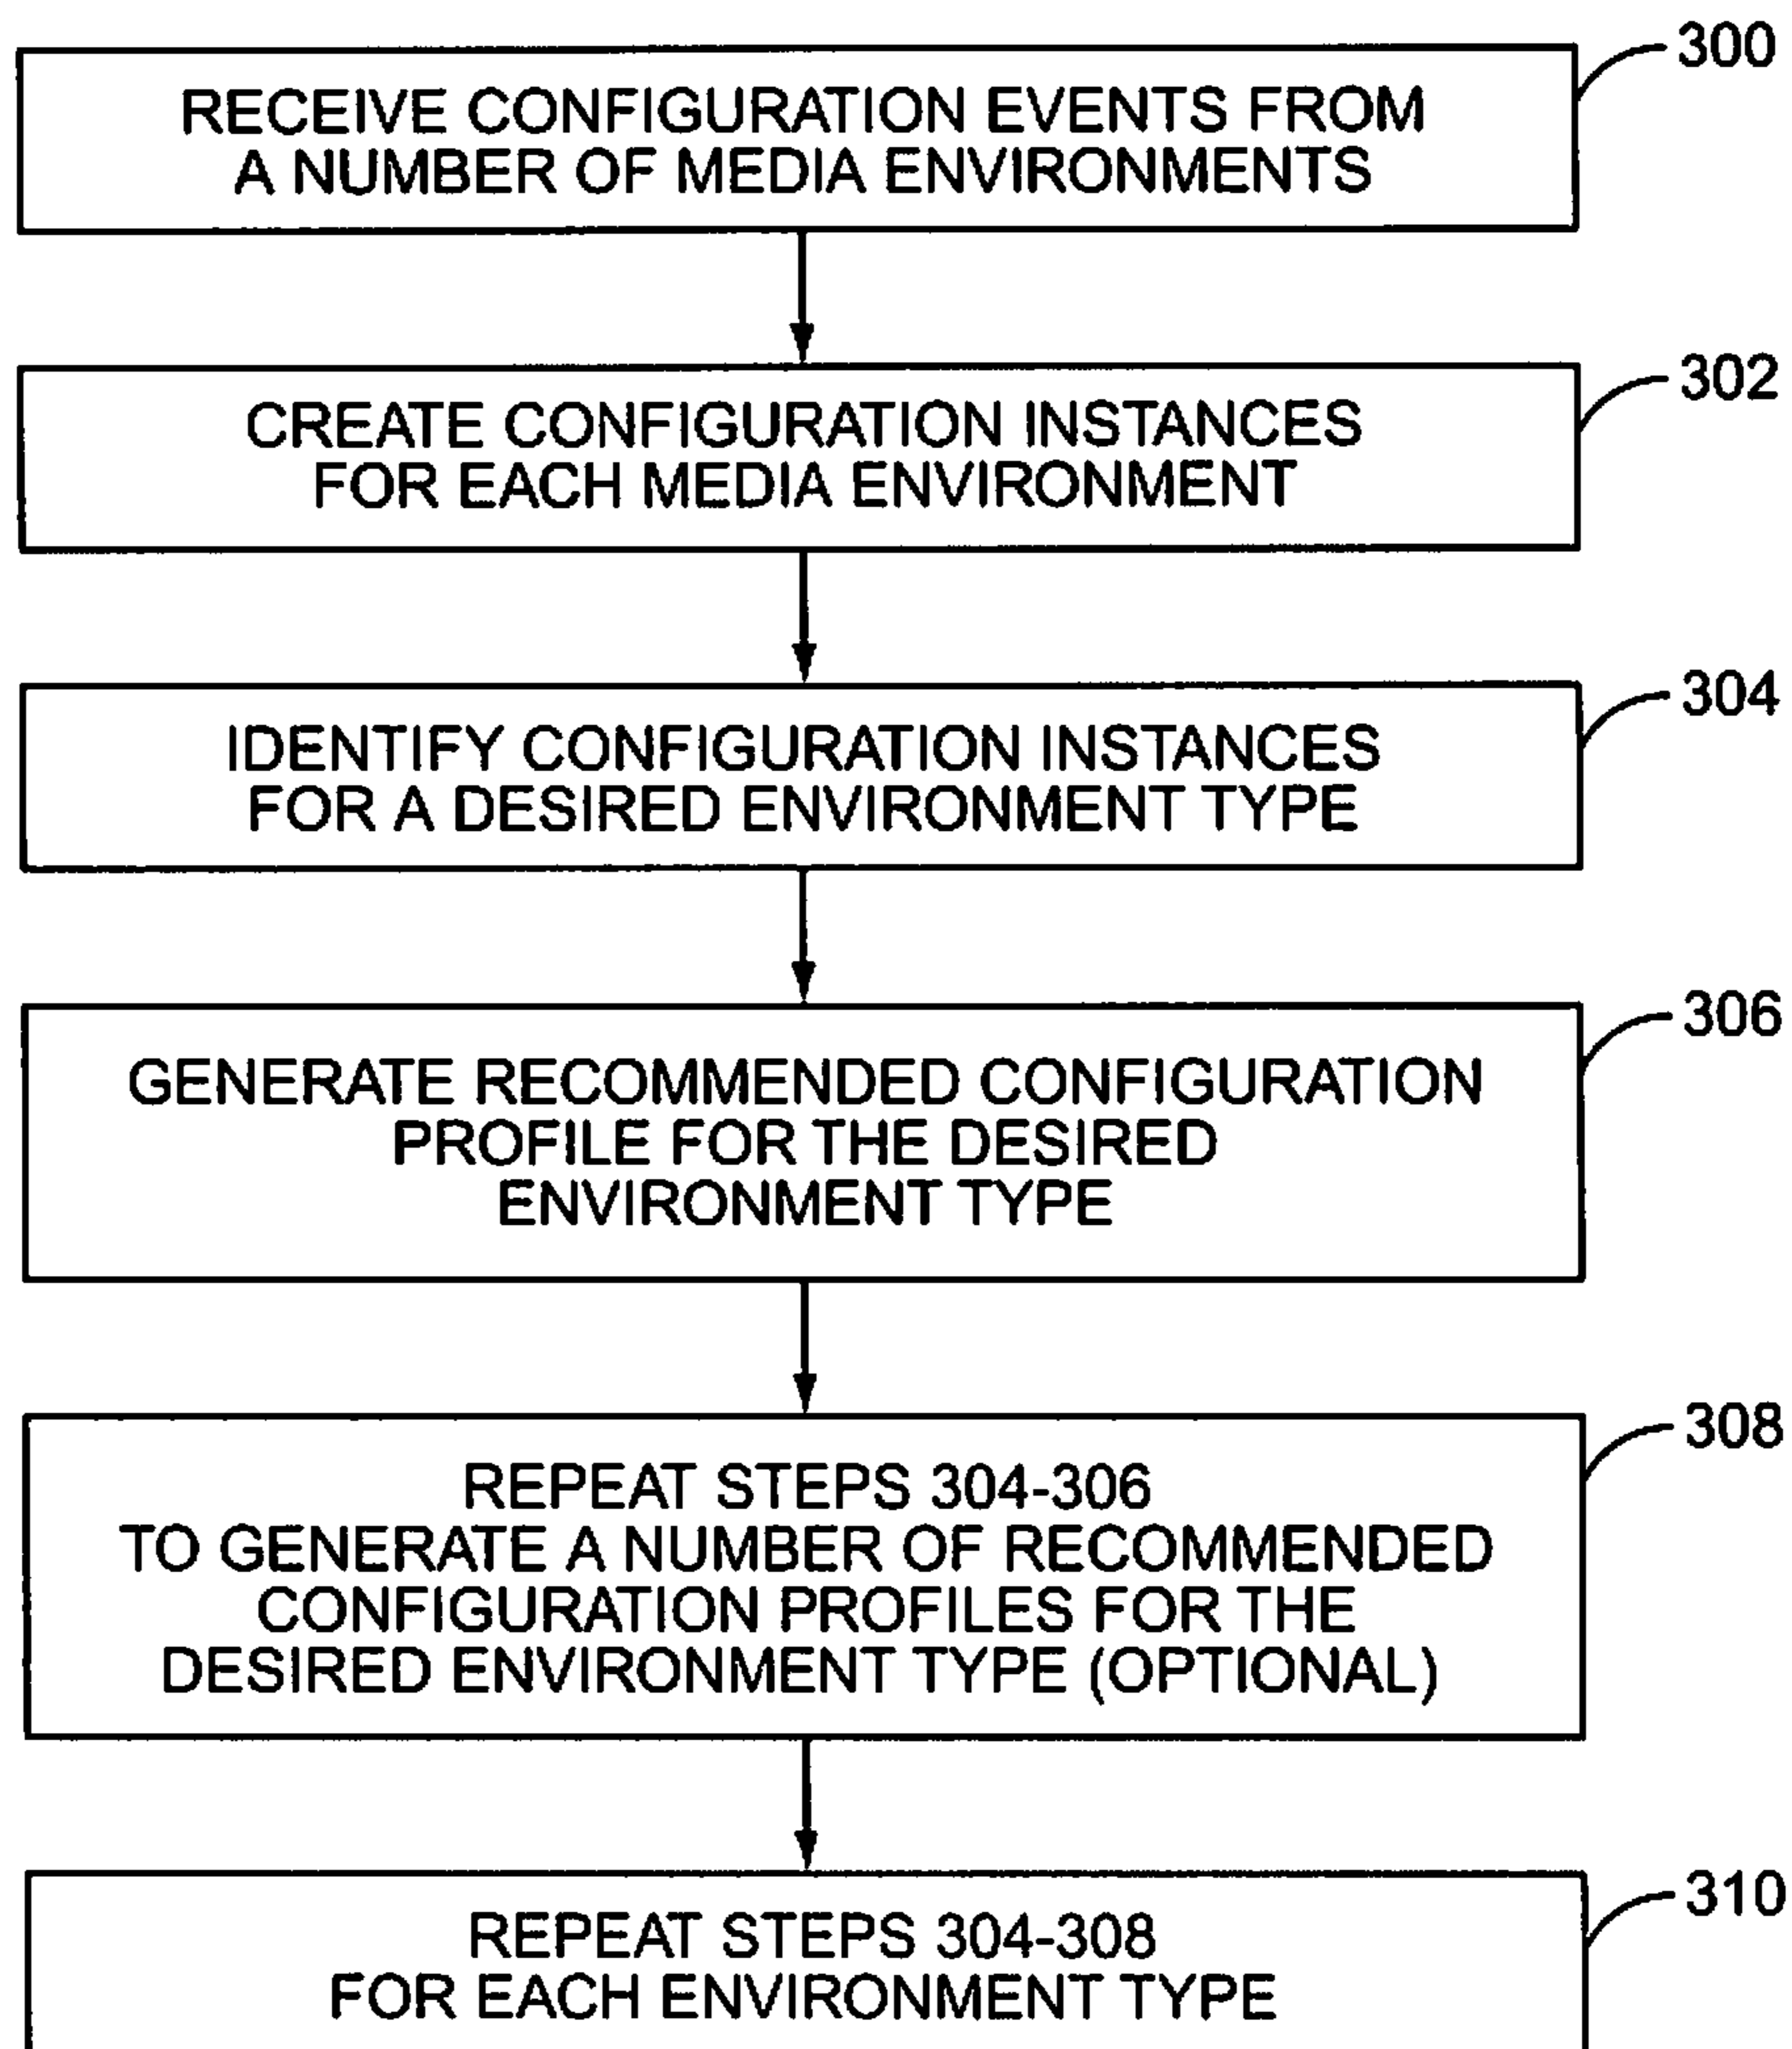 300
RECEIVE CONFIGURATION EVENTS FROM
A NUMBER OF MEDIA ENVIRONMENTS
302
CREATE CONFIGURATION INSTANCES
FOR EACH MEDIA ENVIRONMENT
304
IDENTIFY CONFIGURATION INSTANCES
FOR A DESIRED ENVIRONMENT TYPE
306
GENERATE RECOMMENDED CONFIGURATION
PROFILE FOR THE DESIRED
ENVIRONMENT TYPE
308
REPEAT STEPS 304-306
TO GENERATE A NUMBER OF RECOMMENDED
CONFIGURATION PROFILES FOR THE
DESIRED ENVIRONMENT TYPE (OPTIONAL)
310
REPEAT STEPS 304-308
FOR EACH ENVIRONMENT TYPE